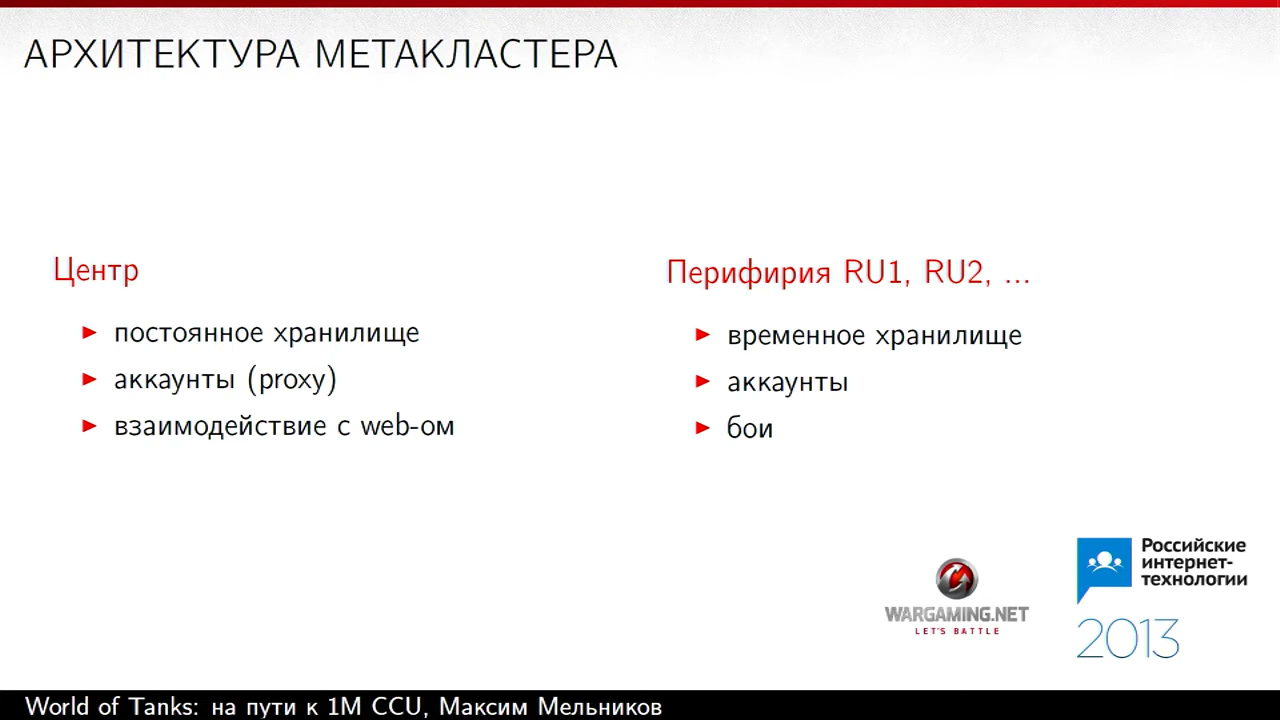 АРХИТЕКТУРА МЕТАКЛАСТЕРА
Центр
постоянное хранилище
аккаунты (proxy)
взаимодействие с web-ом
Перифирия RU1, RU2, ...
временное хранилище
аккаунты
бои
WARGAMING.NET
LET'S BATTLE
Российские
интернет-
технологии
2013
World of Tanks: на пути к 1M CCU, Максим Мельников